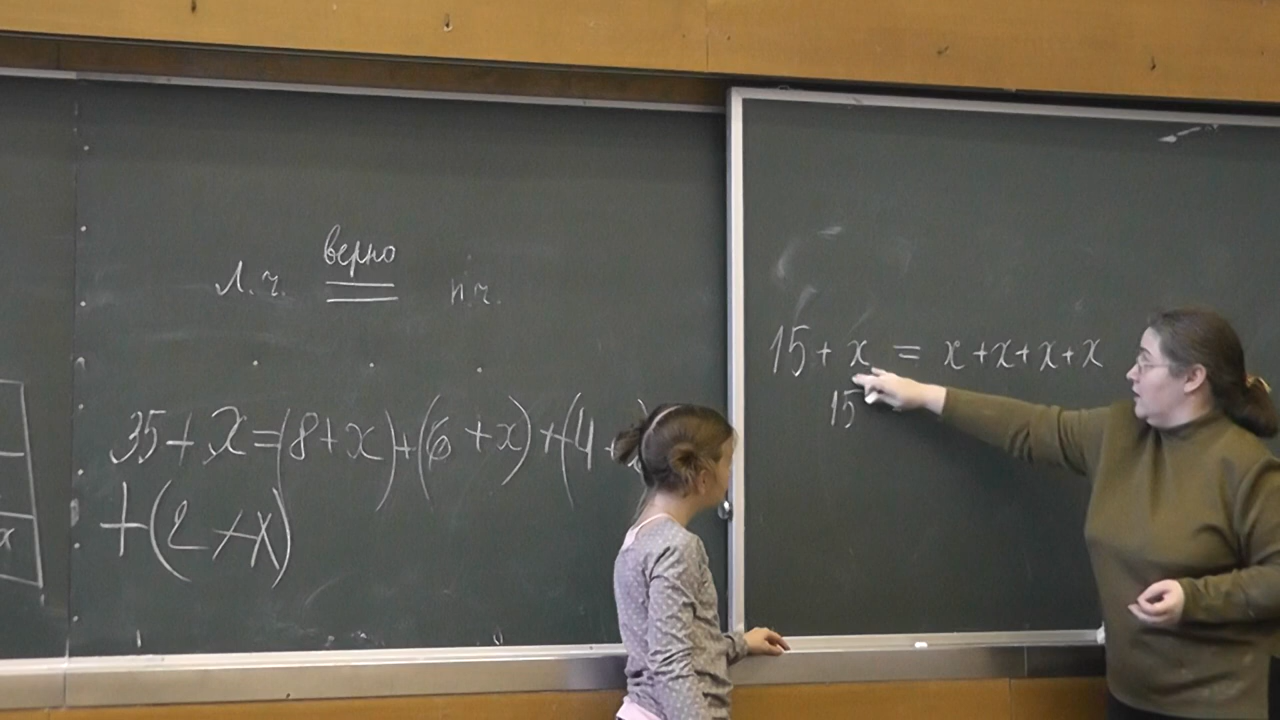 Л.ч. верно п.ч.
35+x=(8+x)+(6+x)+(4+
+(2+x)
x
15+x = x+x+x+x
15